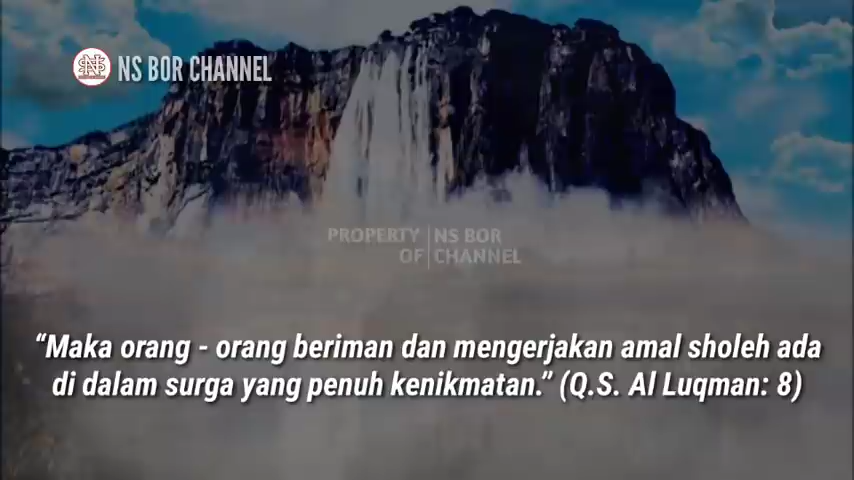 NS BOR CHANNEL
PROPERTY OF
NS BOR CHANNEL
“Maka orang - orang beriman dan mengerjakan amal sholeh ada
di dalam surga yang penuh kenikmatan.” (Q.S. Al Luqman: 8)